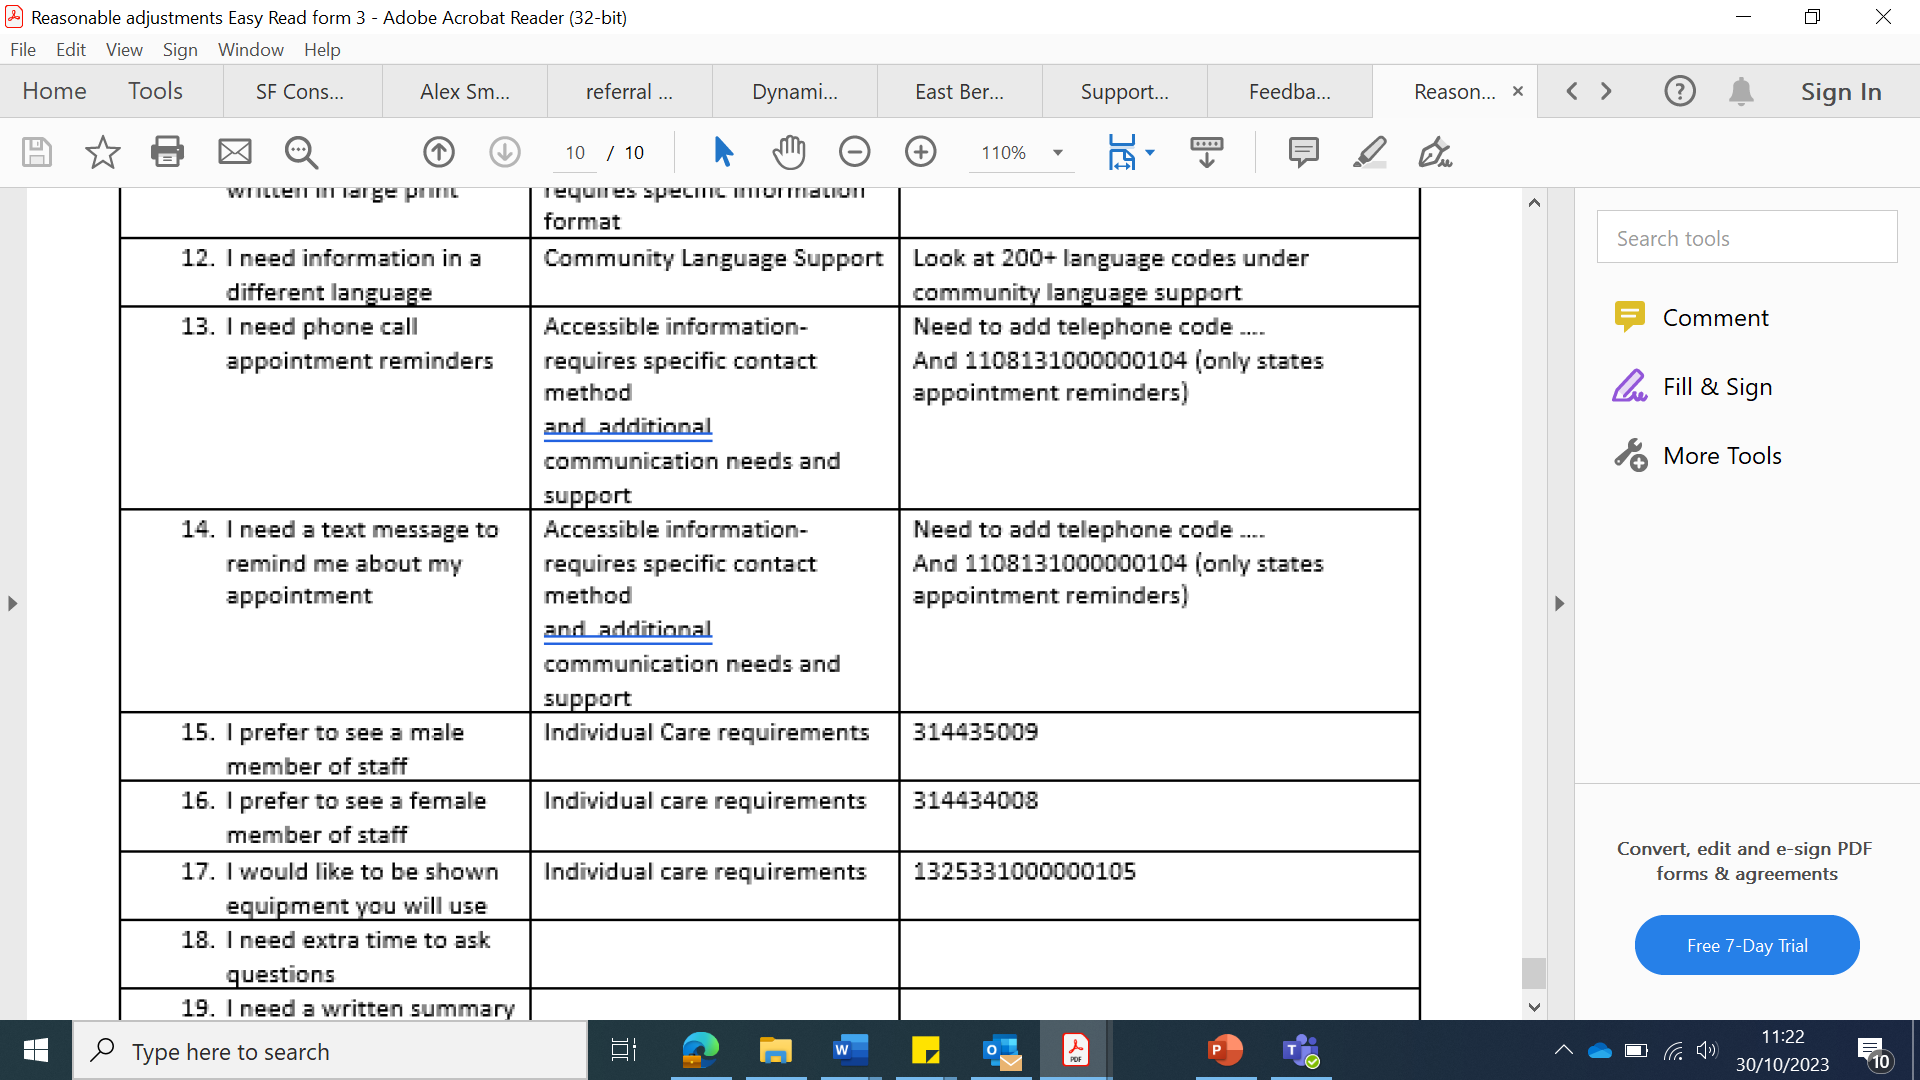 Reasonable adjustments Easy Read form 3 - Adobe Acrobat Reader (32-bit)
File Edit View Sign Window Help
Home Tools SF Cons... Alex Sm... referral ... Dynami... East Ber... Support... Feedba... Reason... Sign In
10 / 10 110%
written in large print
requires specific information
format
12. I need information in a
different language
Community Language Support
Look at 200+ language codes under
community language support
13. I need phone call
appointment reminders
Accessible information-
requires specific contact
method
and additional
communication needs and
support
Need to add telephone code ....
And 1108131000000104 (only states
appointment reminders)
14. I need a text message to
remind me about my
appointment
Accessible information-
requires specific contact
method
and additional
communication needs and
support
Need to add telephone code ....
And 1108131000000104 (only states
appointment reminders)
15. I prefer to see a male
member of staff
Individual Care requirements
314435009
16. I prefer to see a female
member of staff
Individual care requirements
314434008
17. I would like to be shown
equipment you will use
Individual care requirements
1325331000000105
18. I need extra time to ask
questions
19. I need a written summary
Search tools
Comment
Fill & Sign
More Tools
Convert, edit and e-sign PDF
forms & agreements
Free 7-Day Trial
Type here to search
11:22
30/10/2023
10